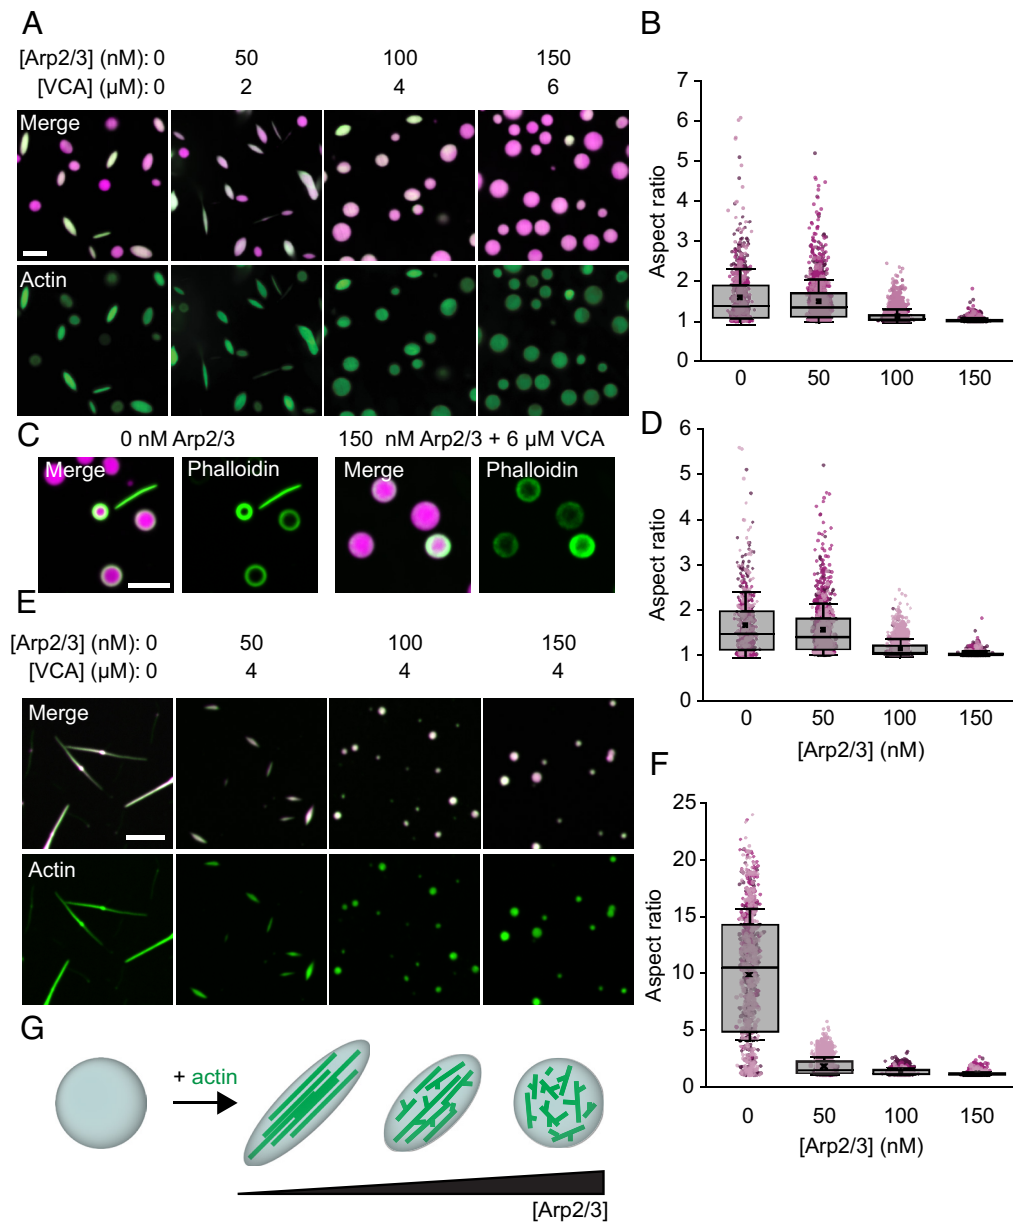 A
[Arp2/3] (nM): 0 50 100 150
[VCA] (µM): 0 2 4 6
Merge
Actin
B
Aspect ratio
7
6
5
4
3
2
1
0
0 50 100 150
C
0 nM Arp2/3
150 nM Arp2/3 + 6 µM VCA
Merge
Phalloidin
Merge
Phalloidin
D
Aspect ratio
6
5
4
3
2
1
0
0 50 100 150
[Arp2/3] (nM)
E
[Arp2/3] (nM): 0 50 100 150
[VCA] (µM): 0 4 4 4
Merge
Actin
F
Aspect ratio
25
20
15
10
5
0
0 50 100 150
[Arp2/3] (nM)
G
+ actin
[Arp2/3]